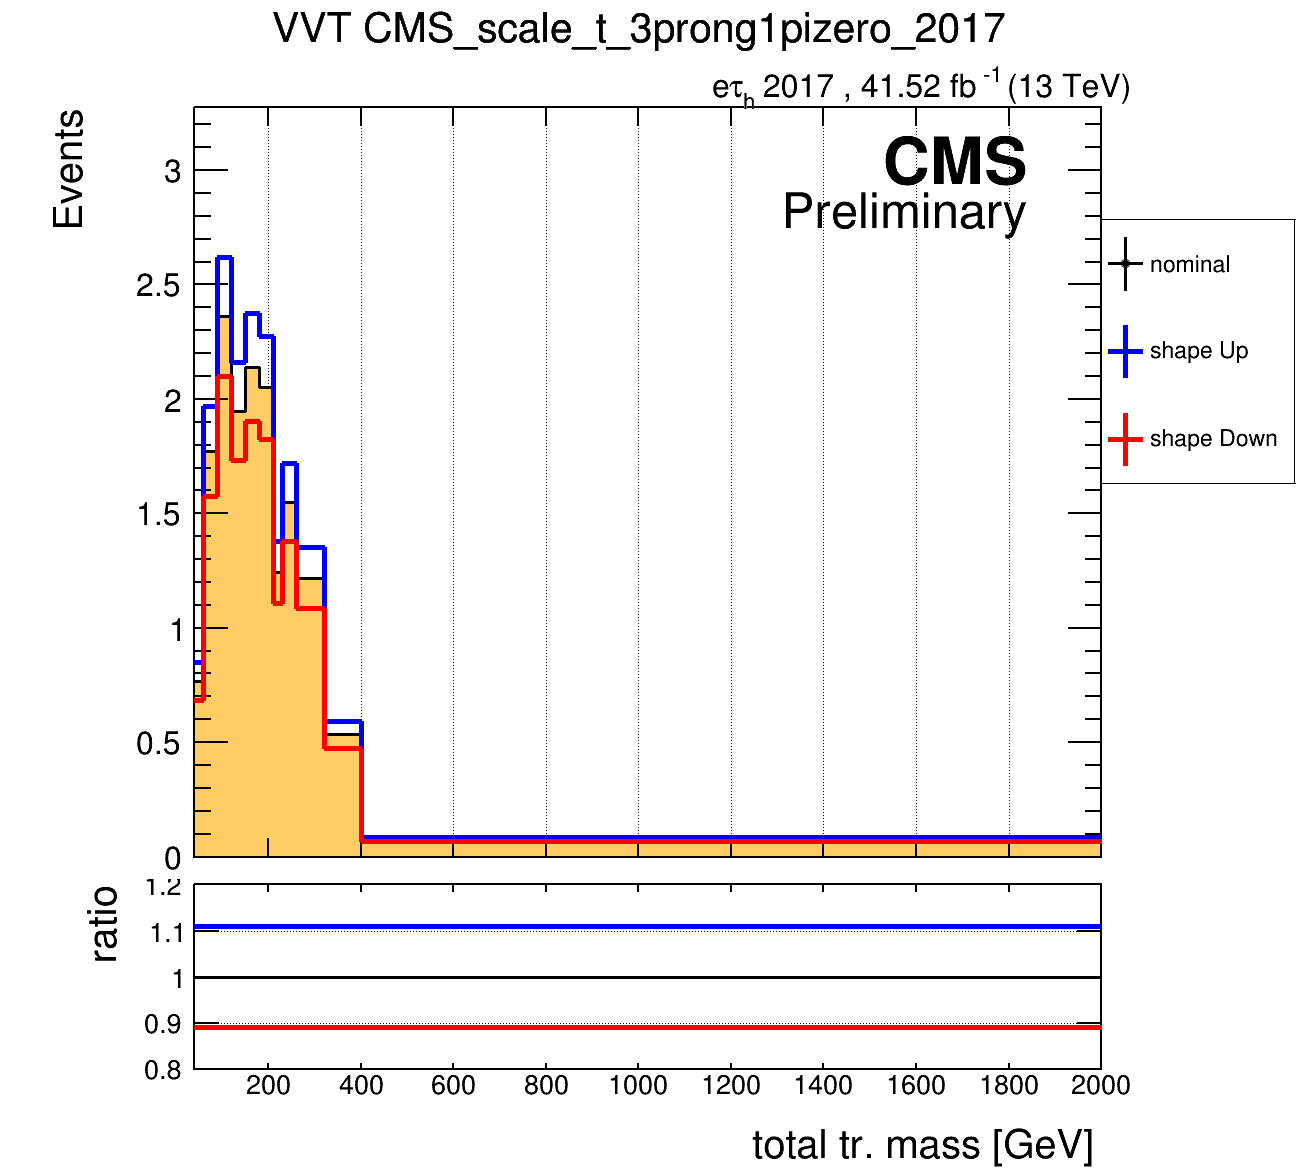 VVT CMS_scale_t_3prong1pizero_2017
eτh 2017 , 41.52 fb -1 (13 TeV)
Events
CMS
Preliminary
3
2.5
2
1.5
1
0.5
0
nominal
shape Up
shape Down
ratio
1.2
1.1
1
0.9
0.8
200 400 600 800 1000 1200 1400 1600 1800 2000
total tr. mass [GeV]